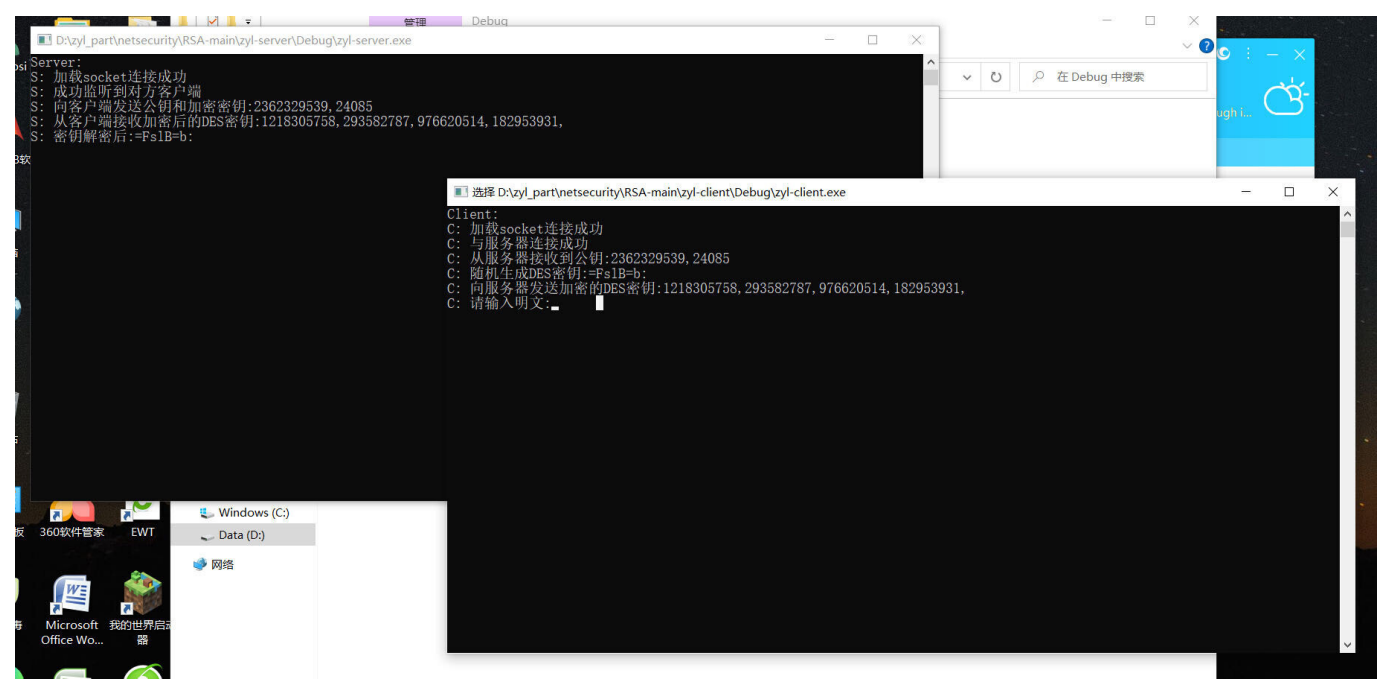 管理
Debug
D:\zyl_part\netsecurity\RSA-main\zyl-server\Debug\zyl-server.exe
Server:
S: 加载socket连接成功
S: 成功监听到对方客户端
S: 向客户端发送公钥和加密密钥:2362329539,24085
S: 从客户端接收加密后的DES密钥:1218305758,293582787,976620514,182953931,
S: 密钥解密后:=FslB=b:
在 Debug 中搜索
ugh i...
选择 D:\zyl_part\netsecurity\RSA-main\zyl-client\Debug\zyl-client.exe
Client:
C: 加载socket连接成功
C: 与服务器连接成功
C: 从服务器接收到公钥:2362329539,24085
C: 随机生成DES密钥:=FslB=b:
C: 向服务器发送加密的DES密钥:1218305758,293582787,976620514,182953931,
C: 请输入明文:
Windows (C:)
Data (D:)
网络
360软件管家
EWT
Microsoft
Office Wo...
我的世界启动
器